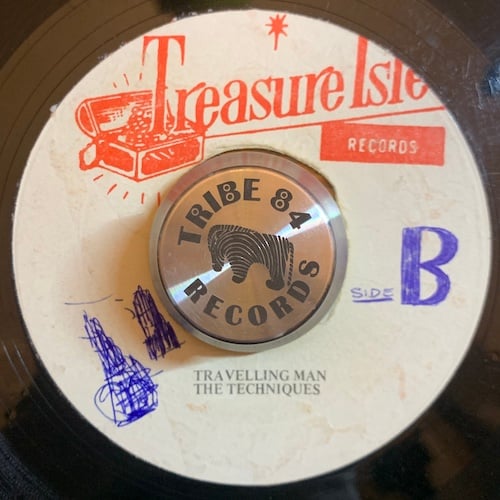 Treasure Isle
RECORDS
TRIBE 84
RECORDS
SIDE B
TRAVELLING MAN
THE TECHNIQUES